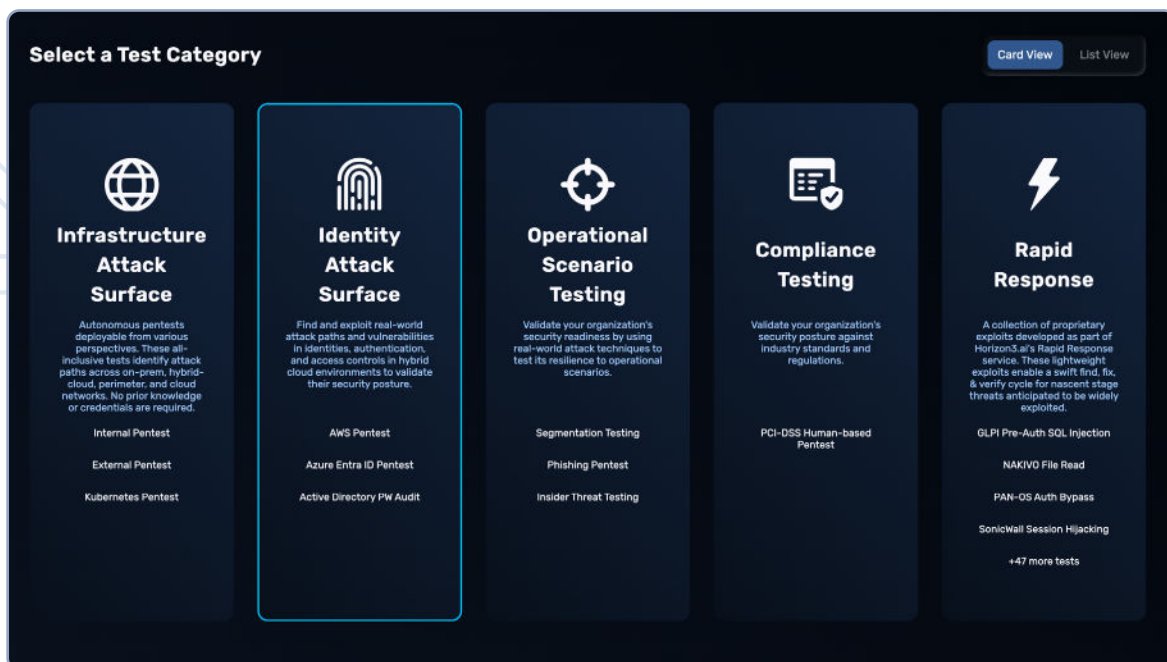 Select a Test Category
Card View
List View
Infrastructure
Attack
Surface
Autonomous pentests
deployable from various
perspectives. These all-
inclusive tests identify attack
paths across on-prem, hybrid-
cloud, perimeter, and cloud
networks. No prior knowledge
or credentials are required.
Internal Pentest
External Pentest
Kubernetes Pentest
Identity
Attack
Surface
Find and exploit real-world
attack paths and vulnerabilities
in identities, authentication,
and access controls in hybrid
cloud environments to validate
their security posture.
AWS Pentest
Azure Entra ID Pentest
Active Directory PW Audit
Operational
Scenario
Testing
Validate your organization's
security readiness by using
real-world attack techniques to
test its resilience to operational
scenarios.
Segmentation Testing
Phishing Pentest
Insider Threat Testing
Compliance
Testing
Validate your organization's
security posture against
industry standards and
regulations.
PCI-DSS Human-based
Pentest
Rapid
Response
A collection of proprietary
exploits developed as part of
Horizon3.ai's Rapid Response
service. These lightweight
exploits enable a swift find, fix,
& verify cycle for nascent stage
threats anticipated to be widely
exploited.
GLPI Pre-Auth SQL Injection
NAKIVO File Read
PAN-OS Auth Bypass
SonicWall Session Hijacking
+47 more tests